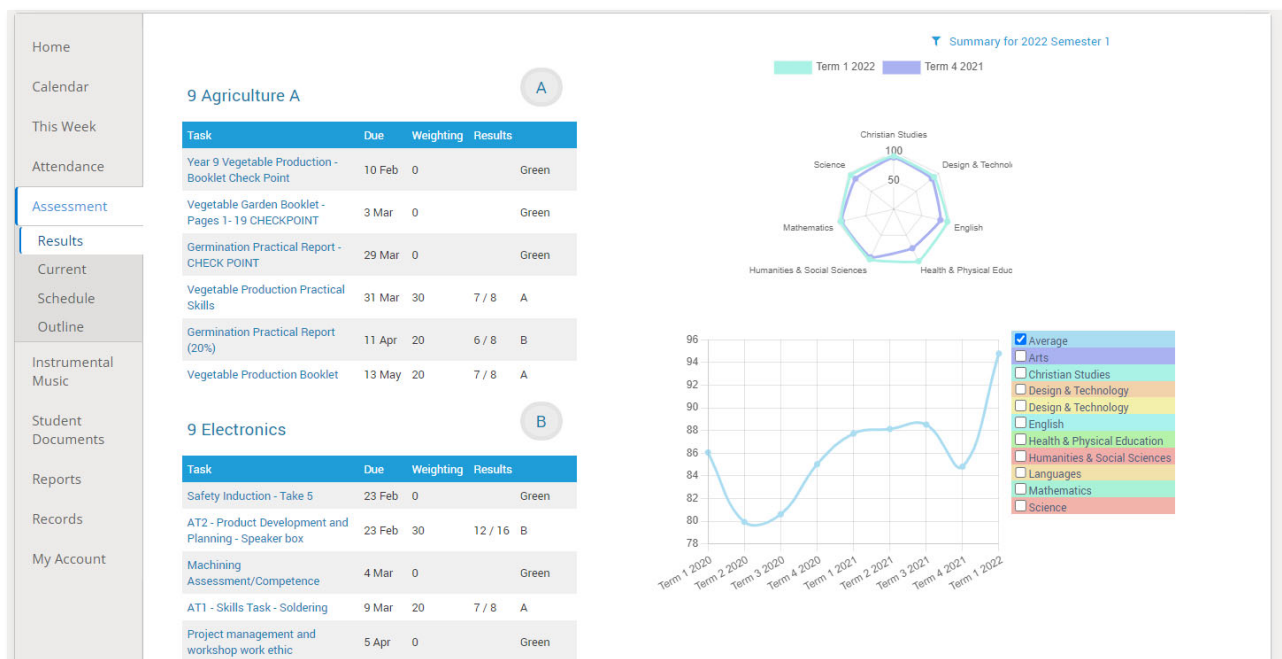 Home
Calendar
This Week
Attendance
Assessment
Results
Current
Schedule
Outline
Instrumental
Music
Student
Documents
Reports
Records
My Account
9 Agriculture A
A
Task Due Weighting Results
Year 9 Vegetable Production -
Booklet Check Point 10 Feb 0 Green
Vegetable Garden Booklet -
Pages 1- 19 CHECKPOINT 3 Mar 0 Green
Germination Practical Report -
CHECK POINT 29 Mar 0 Green
Vegetable Production Practical
Skills 31 Mar 30 7 / 8 A
Germination Practical Report
(20%) 11 Apr 20 6 / 8 B
Vegetable Production Booklet 13 May 20 7 / 8 A
9 Electronics
B
Task Due Weighting Results
Safety Induction - Take 5 23 Feb 0 Green
AT2 - Product Development and
Planning - Speaker box 23 Feb 30 12 / 16 B
Machining
Assessment/Competence 4 Mar 0 Green
AT1 - Skills Task - Soldering 9 Mar 20 7 / 8 A
Project management and
workshop work ethic 5 Apr 0 Green
Summary for 2022 Semester 1
Term 1 2022 Term 4 2021
Christian Studies
100
Science
Design & Technol
50
Mathematics
English
Humanities & Social Sciences
Health & Physical Educ
96
94
92
90
88
86
84
82
80
78
Term 1 2020
Term 2 2020
Term 3 2020
Term 4 2020
Term 1 2021
Term 2 2021
Term 3 2021
Term 4 2021
Term 1 2022
Average
Arts
Christian Studies
Design & Technology
Design & Technology
English
Health & Physical Education
Humanities & Social Sciences
Languages
Mathematics
Science